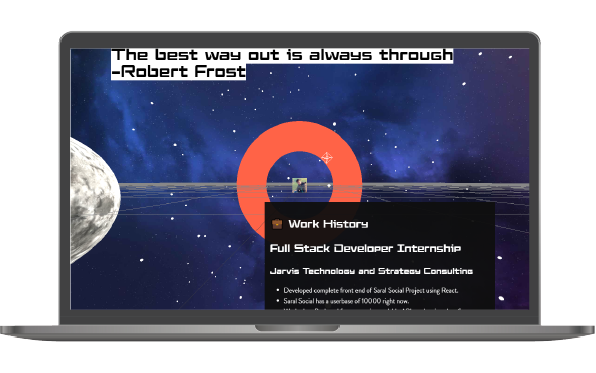 The best way out is always through
-Robert Frost
Work History
Full Stack Developer Internship
Jarvis Technology and Strategy Consulting
Developed complete front end of Saral Social Project using React.
Saral Social has a userbase of 10000 right now.